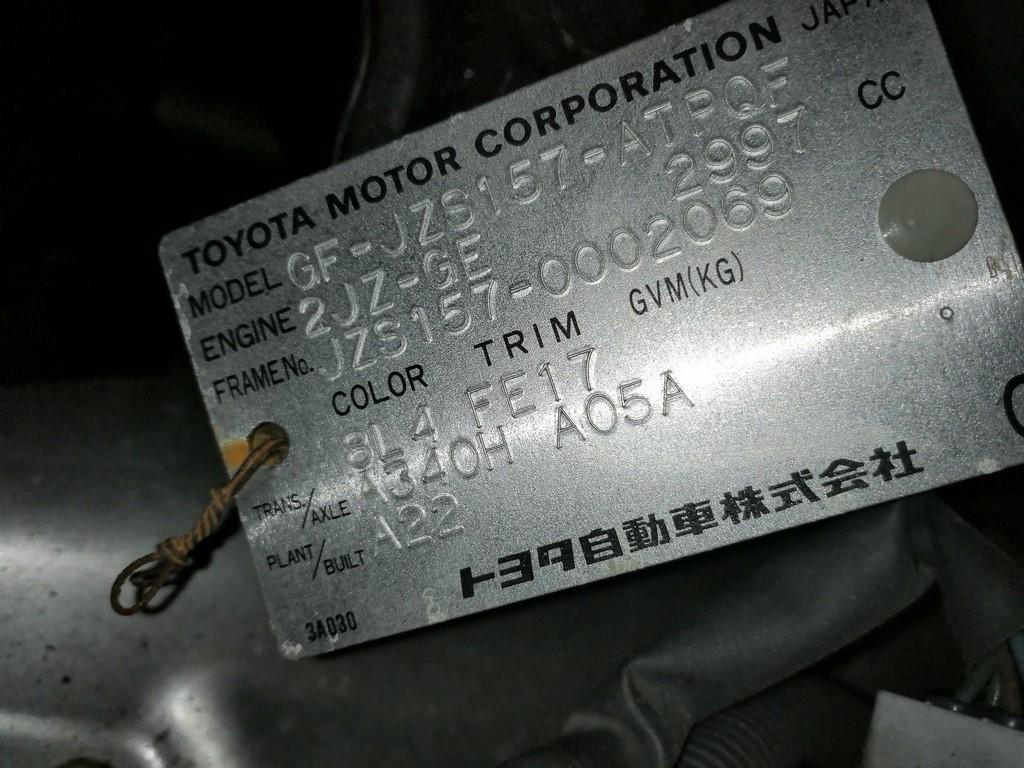 TOYOTA MOTOR CORPORATION JAPA
MODEL GF-JZS157-ATPQF
ENGINE 2JZ-GE 2997 CC
FRAME No. JZS157-0002069
COLOR TRIM GVM(KG)
6L4 FE17
TRANS./AXLE A340H A05A
PLANT/BUILT A22
トヨタ自動車株式会社
3A030